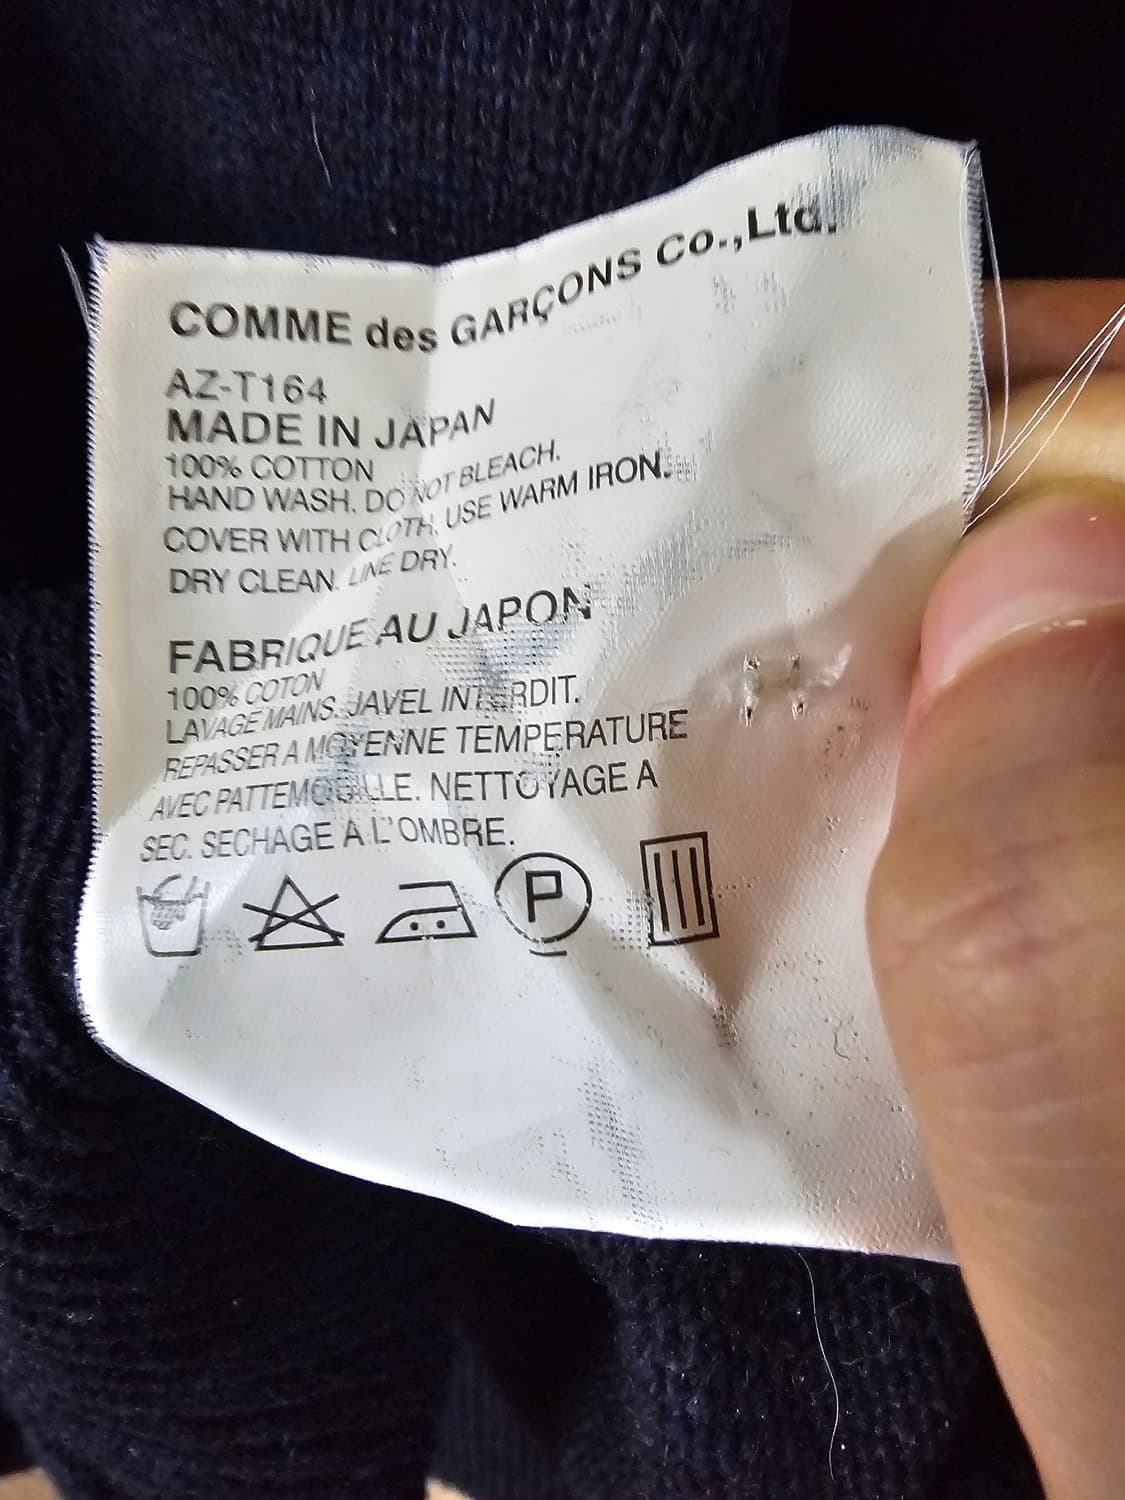 COMME des GARÇONS Co.,Ltd.
AZ-T164
MADE IN JAPAN
100% COTTON
HAND WASH. DO NOT BLEACH.
COVER WITH CLOTH. USE WARM IRON.
DRY CLEAN. LINE DRY.
FABRIQUE AU JAPON
100% COTON
LAVAGE MAINS. JAVEL INTERDIT.
REPASSER A MOYENNE TEMPERATURE
AVEC PATTEMOUILLE. NETTOYAGE A
SEC. SECHAGE A L'OMBRE.
P